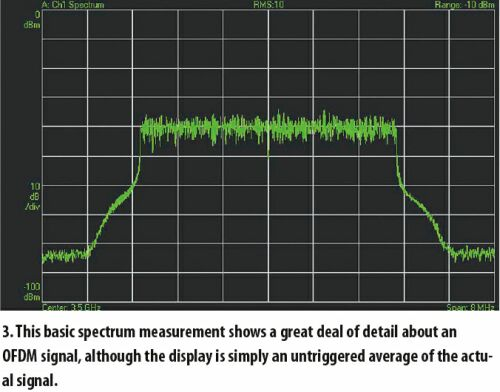 A: Ch1 Spectrum RMS:10 Range: -10 dBm
0
dBm
10
dB
/div
-100
dBm
Center: 3.5 GHz Span: 8 MHz
3. This basic spectrum measurement shows a great deal of detail about an
OFDM signal, although the display is simply an untriggered average of the actu-
al signal.